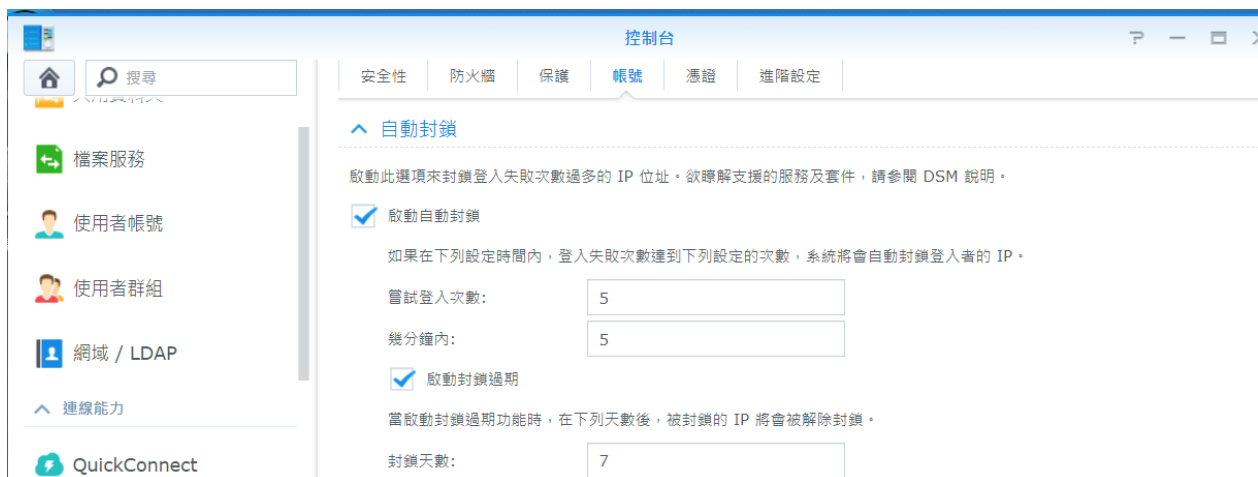 控制台
搜尋
安全性 防火牆 保護 帳號 憑證 進階設定
自動封鎖
檔案服務
啟動此選項來封鎖登入失敗次數過多的 IP 位址。欲瞭解支援的服務及套件，請參閱 DSM 說明。
使用者帳號
啟動自動封鎖
如果在下列設定時間內，登入失敗次數達到下列設定的次數，系統將會自動封鎖登入者的 IP。
使用者群組
嘗試登入次數: 5
幾分鐘內: 5
網域 / LDAP
啟動封鎖過期
連線能力
當啟動封鎖過期功能時，在下列天數後，被封鎖的 IP 將會被解除封鎖。
QuickConnect
封鎖天數: 7